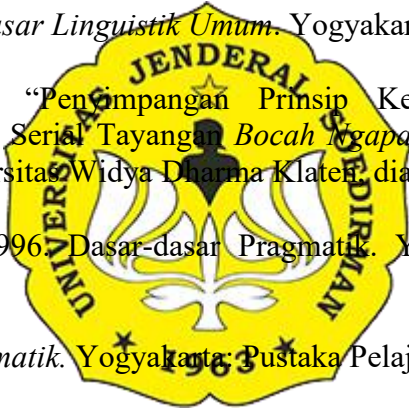 asar Linguistik Umum. Yogyakar
“Penyimpangan Prinsip Ke
Serial Tayangan Bocah Ngapa
rsitas Widya Dharma Klaten. dia
996. Dasar-dasar Pragmatik. Y
matik. Yogyakarta: Pustaka Pelaj
UNIVERSITAS JENDERAL SOEDIRMAN
1963